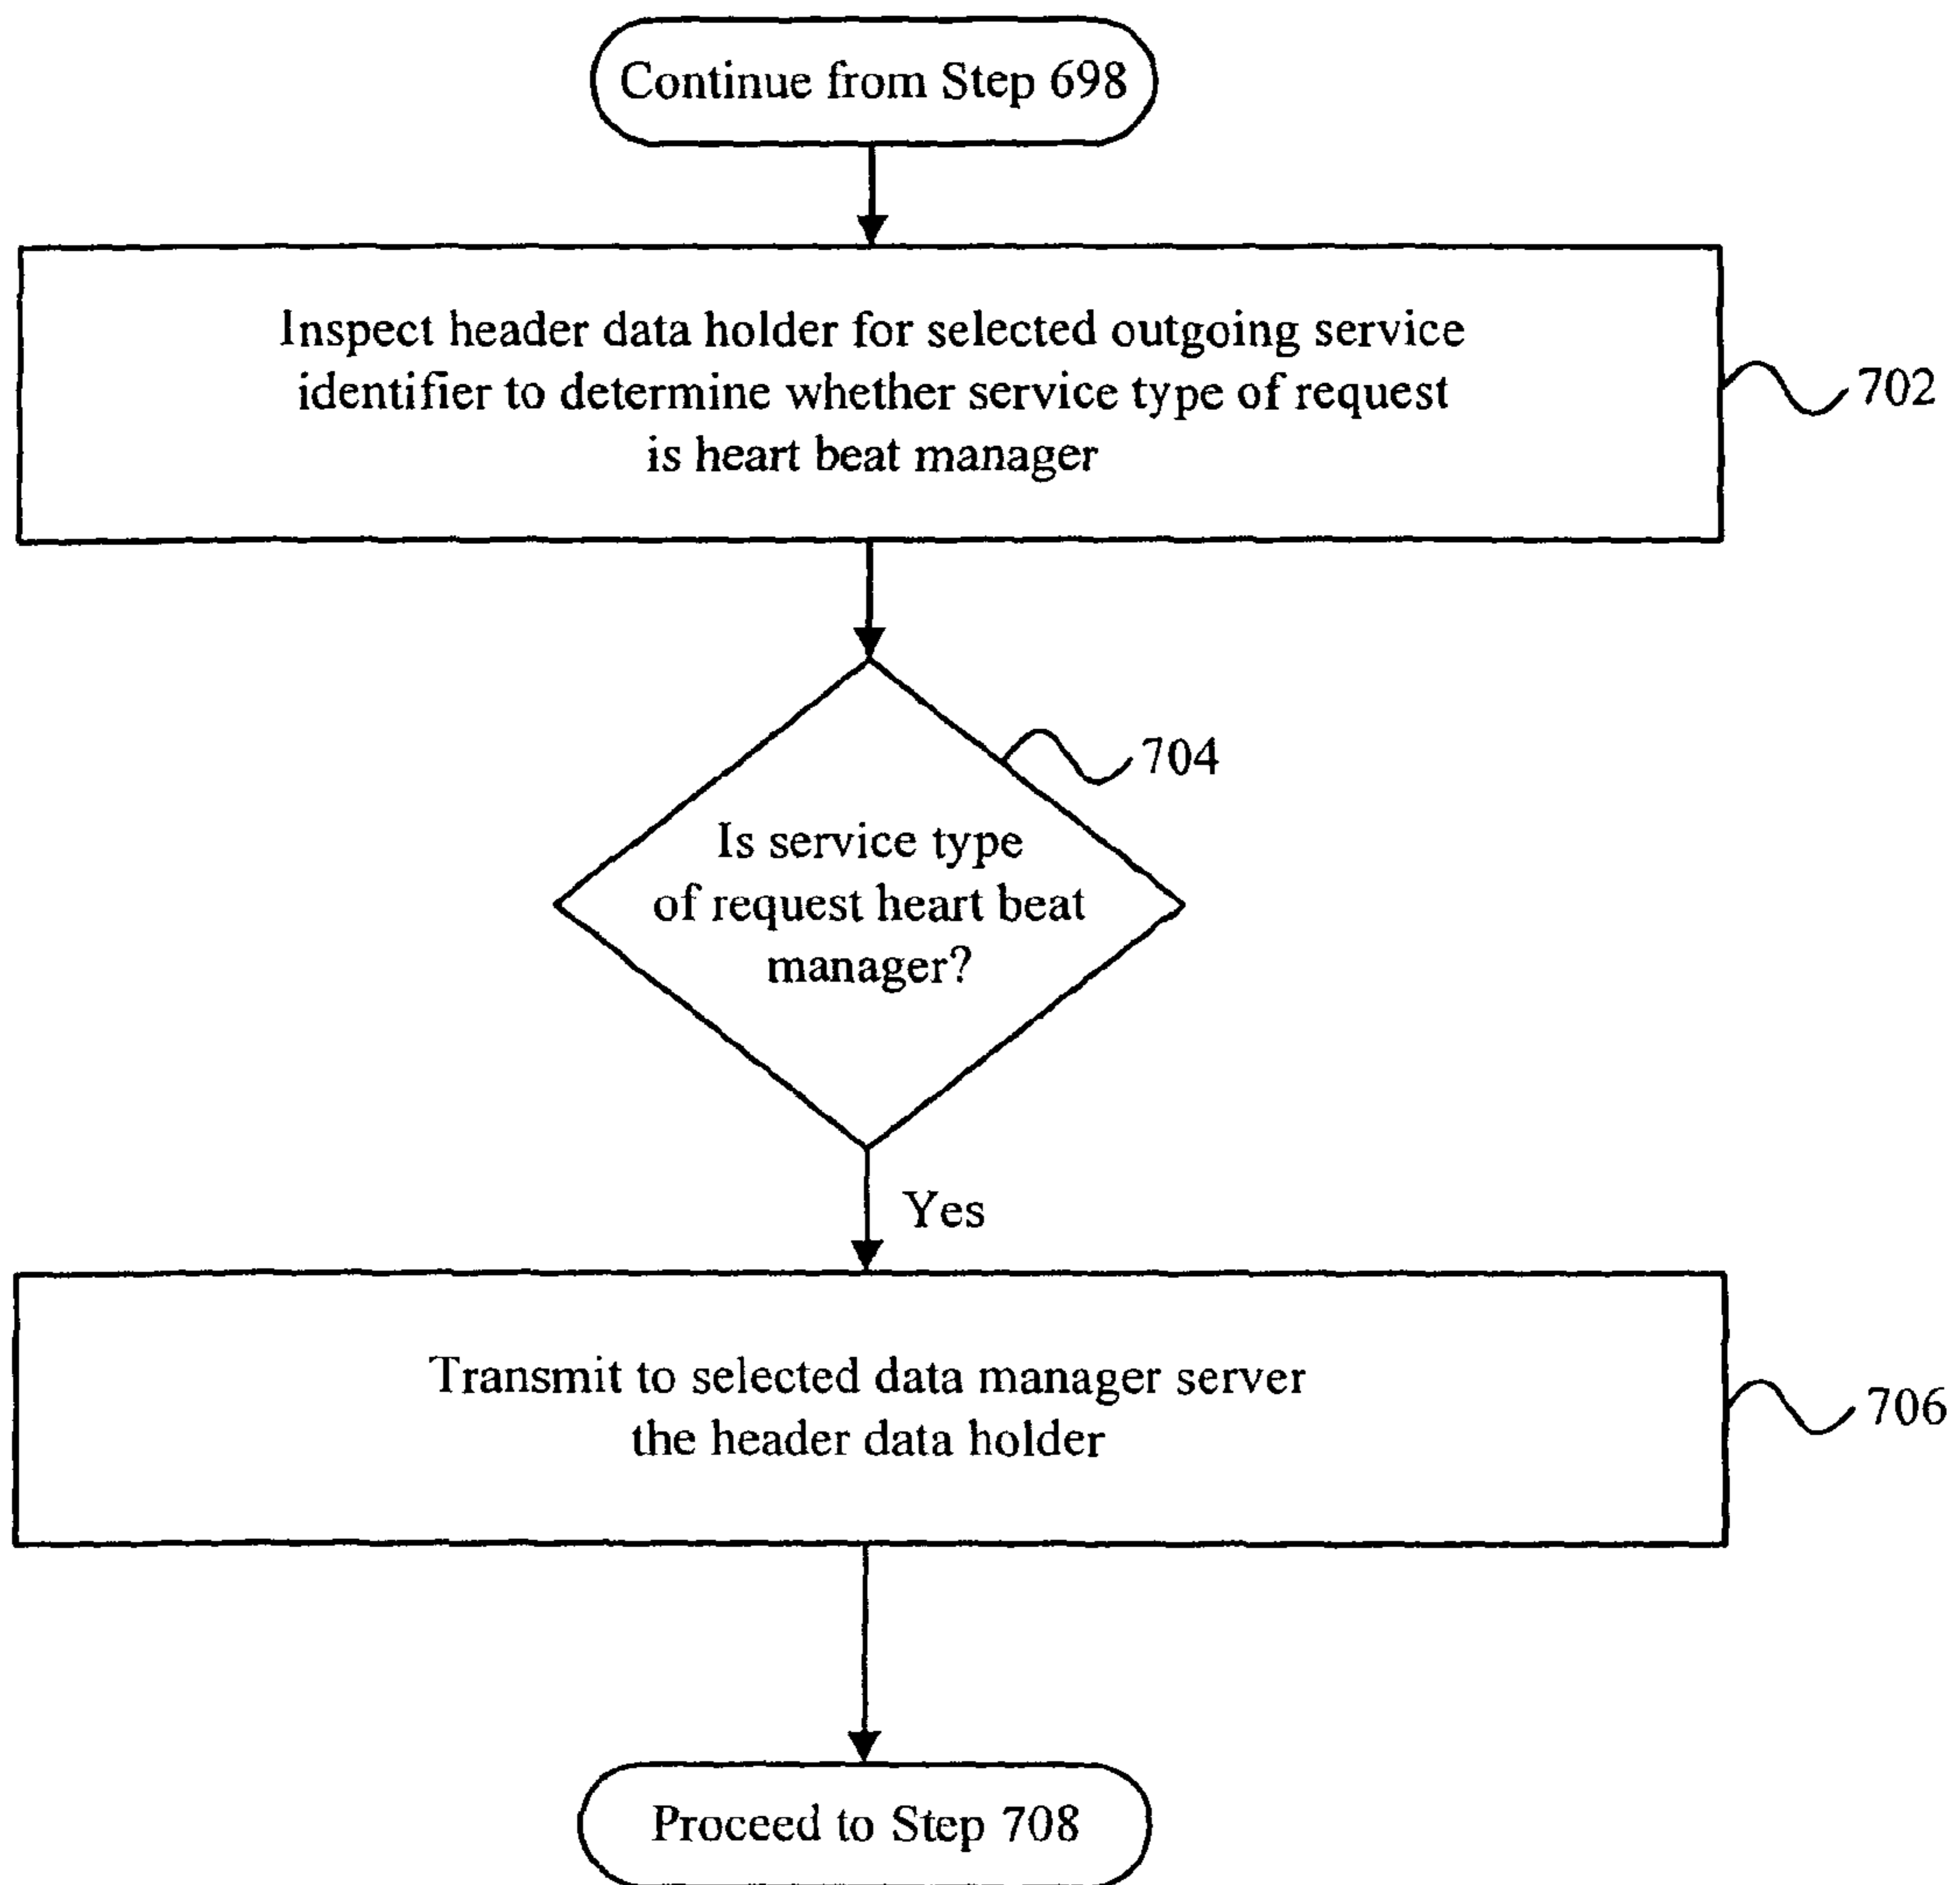 Continue from Step 698
Inspect header data holder for selected outgoing service
identifier to determine whether service type of request
is heart beat manager
702
704
Is service type
of request heart beat
manager?
Yes
Transmit to selected data manager server
the header data holder
706
Proceed to Step 708